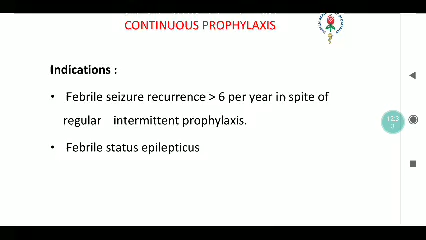 CONTINUOUS PROPHYLAXIS
Indications :
• Febrile seizure recurrence > 6 per year in spite of
regular intermittent prophylaxis.
• Febrile status epilepticus